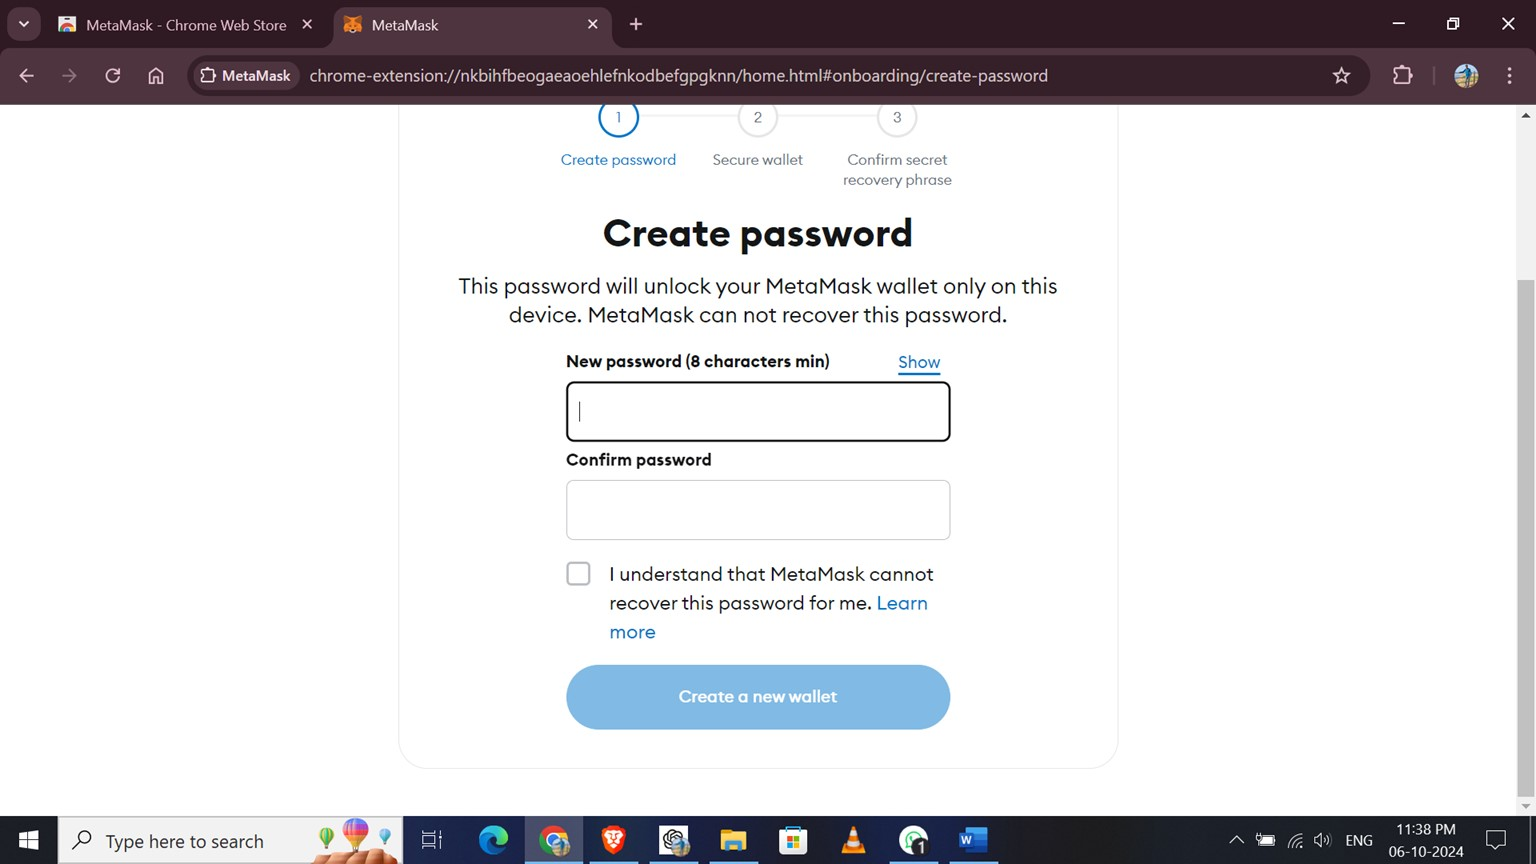 MetaMask - Chrome Web Store
MetaMask
MetaMask
chrome-extension://nkbihfbeogaeaoehlefnkodbefgpgknn/home.html#onboarding/create-password
1
2
3
Create password
Secure wallet
Confirm secret
recovery phrase
Create password
This password will unlock your MetaMask wallet only on this
device. MetaMask can not recover this password.
New password (8 characters min)
Show
Confirm password
I understand that MetaMask cannot
recover this password for me. Learn
more
Create a new wallet
Type here to search
1
W
ENG
11:38 PM
06-10-2024